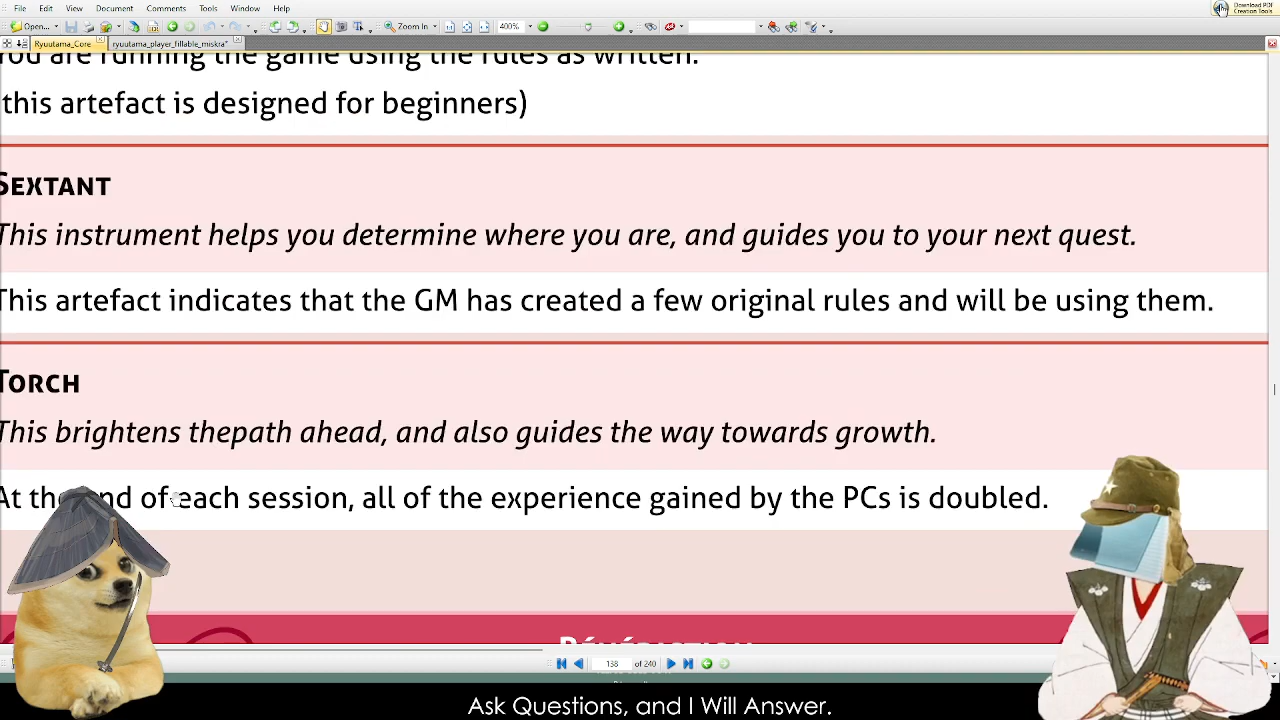 File Edit View Document Comments Tools Window Help
Download PDF
Creation Tools
Open... Zoom In 400%
Ryuutama_Core ryuutama_player_fillable_miskra*
You are running the game using the rules as written.
this artefact is designed for beginners)
SEXTANT
This instrument helps you determine where you are, and guides you to your next quest.
This artefact indicates that the GM has created a few original rules and will be using them.
TORCH
This brightens thepath ahead, and also guides the way towards growth.
At the end of each session, all of the experience gained by the PCs is doubled.
138 of 240
Ask Questions, and I Will Answer.